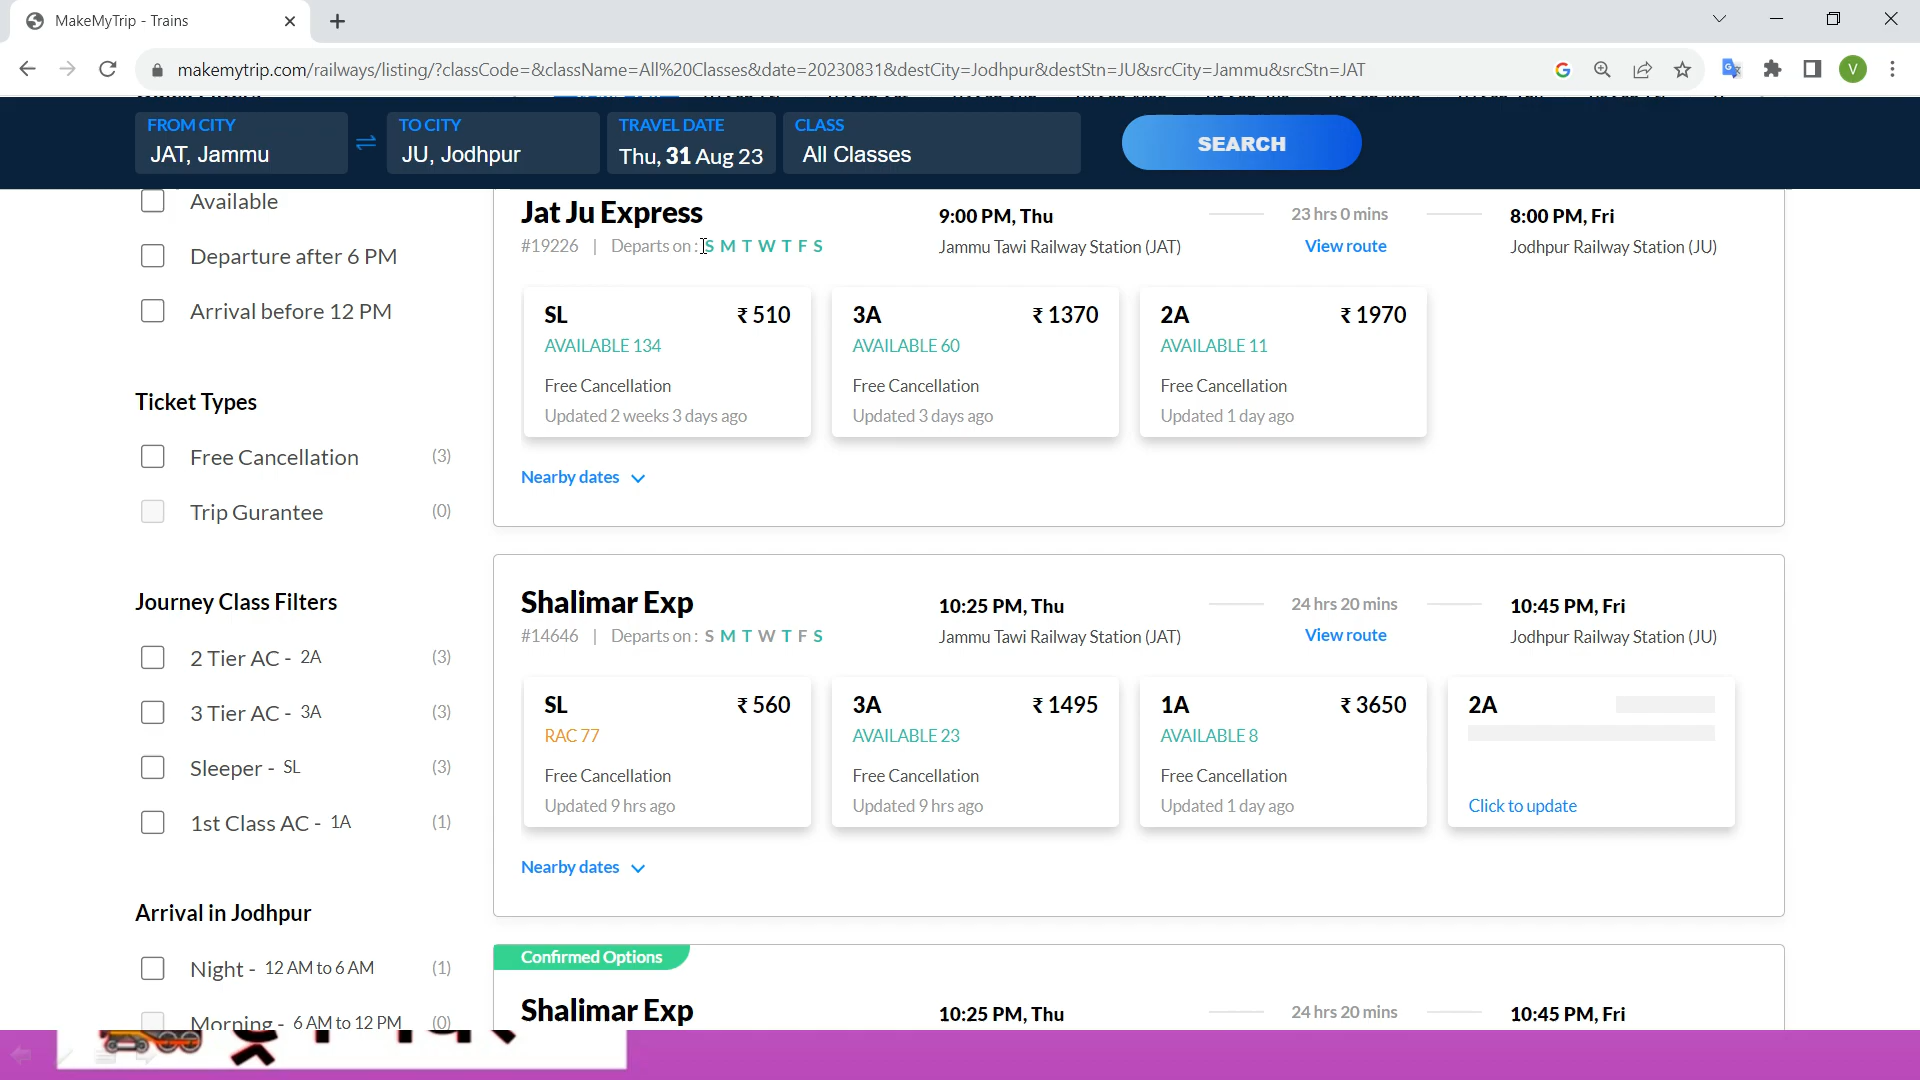 MakeMyTrip - Trains
makemytrip.com/railways/listing/?classCode=&className=All%20Classes&date=20230831&destCity=Jodhpur&destStn=JU&srcCity=Jammu&srcStn=JAT
V
FROM CITY
JAT, Jammu
TO CITY
JU, Jodhpur
TRAVEL DATE
Thu, 31 Aug 23
CLASS
All Classes
SEARCH
Available
Departure after 6 PM
Arrival before 12 PM
Ticket Types
Free Cancellation (3)
Trip Gurantee (0)
Journey Class Filters
2 Tier AC - 2A (3)
3 Tier AC - 3A (3)
Sleeper - SL (3)
1st Class AC - 1A (1)
Arrival in Jodhpur
Night - 12 AM to 6 AM (1)
Morning - 6 AM to 12 PM (0)
Jat Ju Express
#19226 | Departs on : S M T W T F S
9:00 PM, Thu
Jammu Tawi Railway Station (JAT)
23 hrs 0 mins
View route
8:00 PM, Fri
Jodhpur Railway Station (JU)
SL ₹ 510
AVAILABLE 134
Free Cancellation
Updated 2 weeks 3 days ago
3A ₹ 1370
AVAILABLE 60
Free Cancellation
Updated 3 days ago
2A ₹ 1970
AVAILABLE 11
Free Cancellation
Updated 1 day ago
Nearby dates
Shalimar Exp
#14646 | Departs on : S M T W T F S
10:25 PM, Thu
Jammu Tawi Railway Station (JAT)
24 hrs 20 mins
View route
10:45 PM, Fri
Jodhpur Railway Station (JU)
SL ₹ 560
RAC 77
Free Cancellation
Updated 9 hrs ago
3A ₹ 1495
AVAILABLE 23
Free Cancellation
Updated 9 hrs ago
1A ₹ 3650
AVAILABLE 8
Free Cancellation
Updated 1 day ago
2A
Click to update
Nearby dates
Confirmed Options
Shalimar Exp
10:25 PM, Thu
24 hrs 20 mins
10:45 PM, Fri